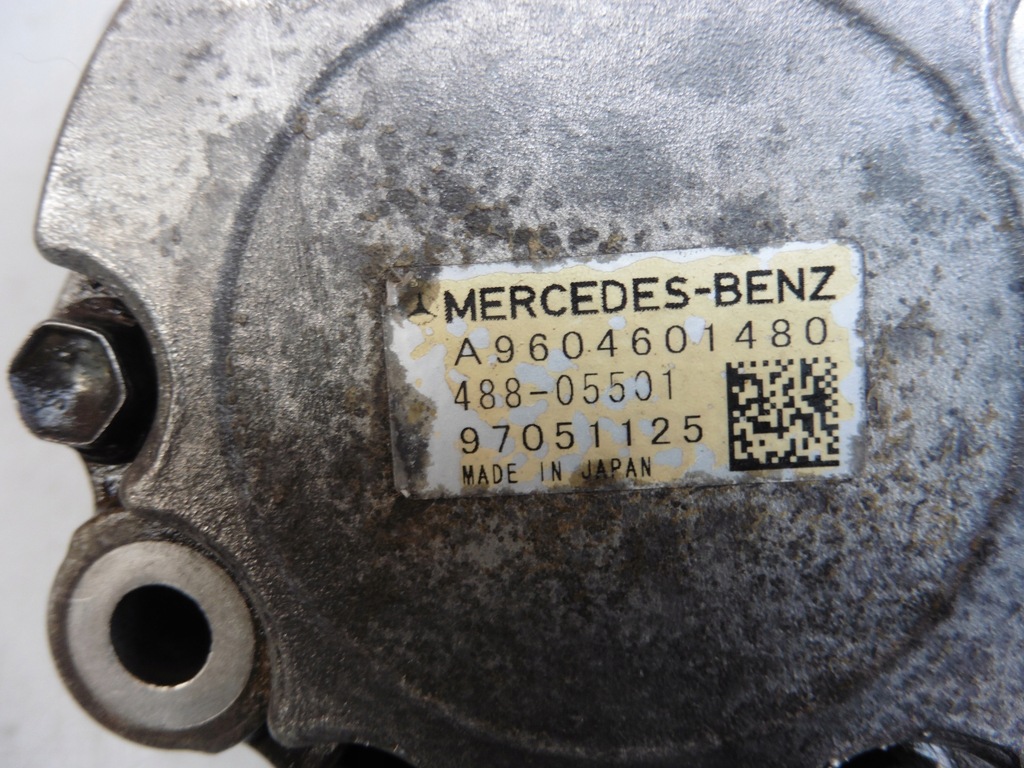 MERCEDES-BENZ
A9604601480
488-05501
97051125
MADE IN JAPAN